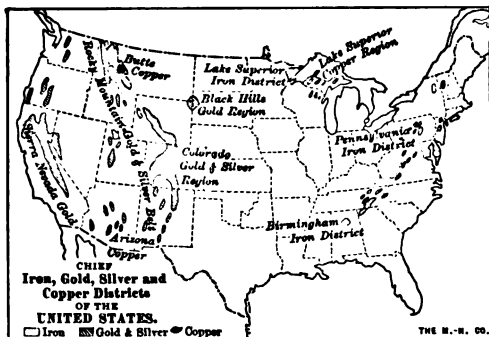 Butte
Copper
Rocky Mountain Gold & Silver Belt
Lake Superior
Iron District
Lake Superior
Copper Region
Black Hills
Gold Region
Pennsylvania
Iron District
Colorado
Gold & Silver
Region
Sierra Nevada Gold
Arizona
Copper
Birmingham
Iron District
CHIEF
Iron, Gold, Silver and
Copper Districts
OF THE
UNITED STATES.
Iron Gold & Silver Copper
THE M.-N. CO.